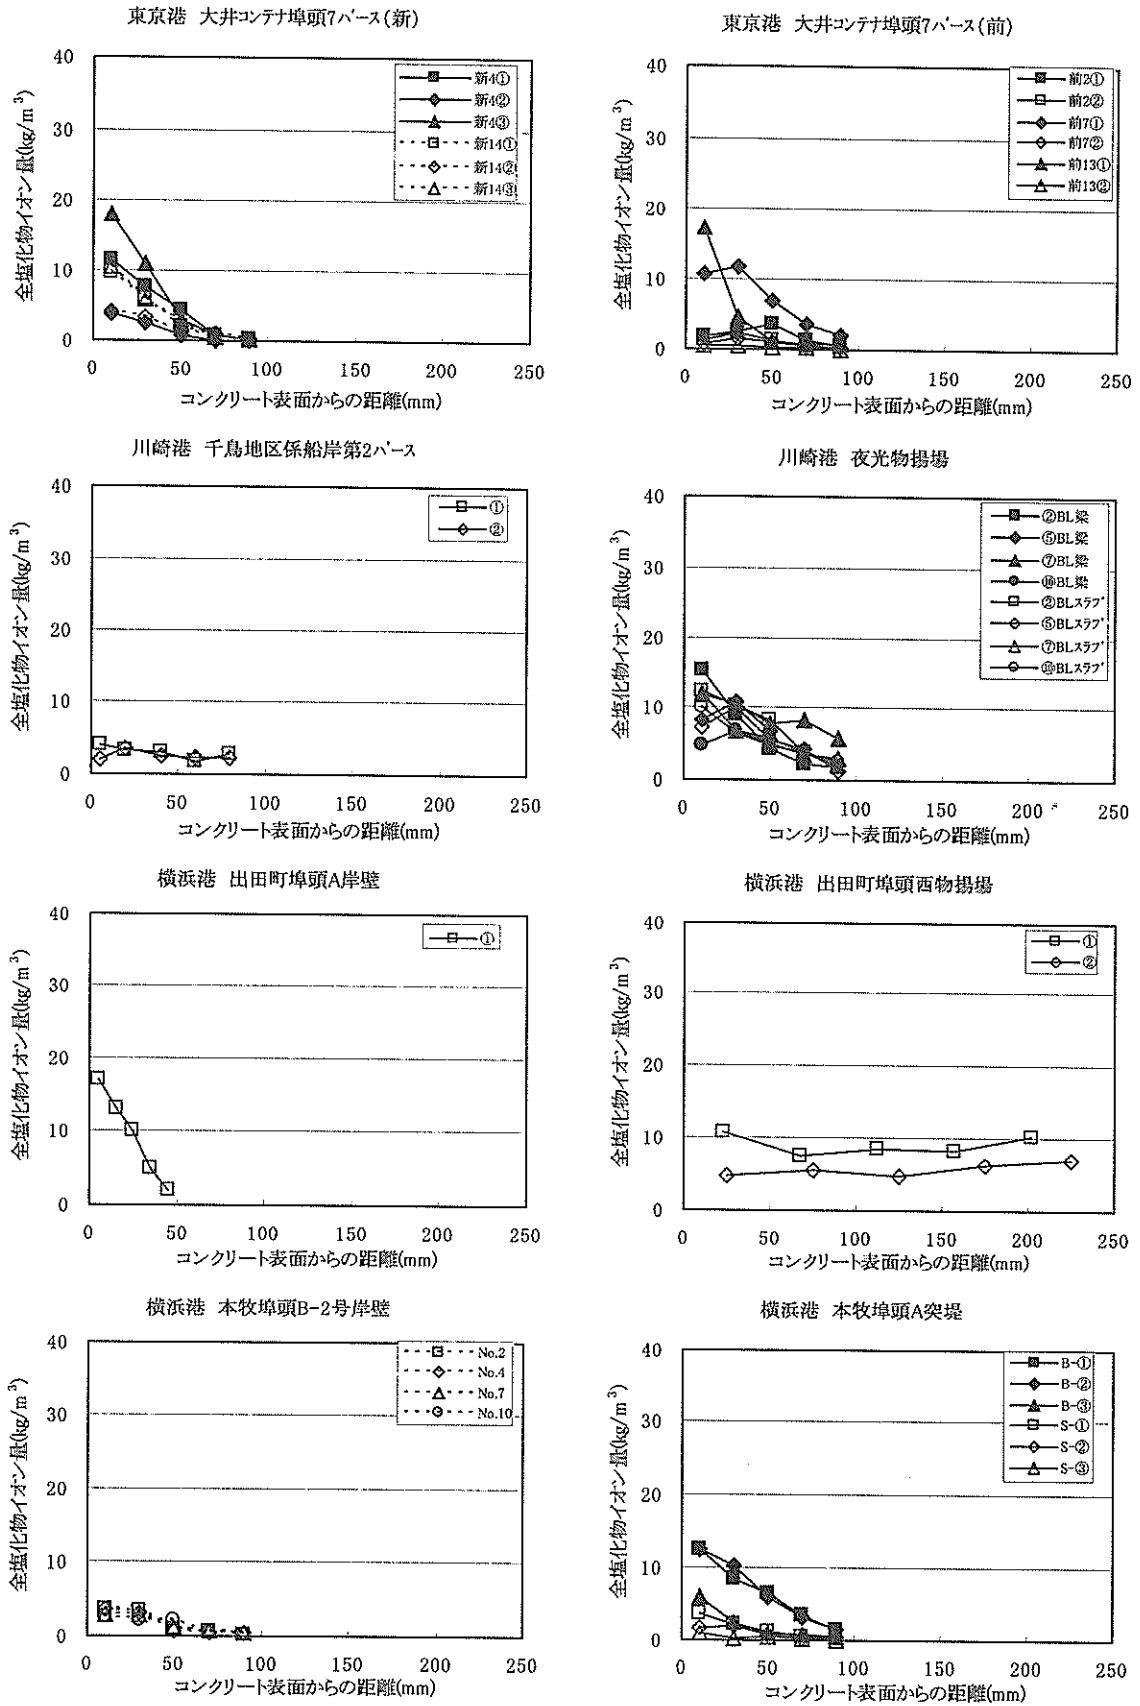 東京港 大井コンテナ埠頭7バース(新)
全塩化物イオン量(kg/m³)
40
30
20
10
0
新4①
新4②
新4③
新14①
新14②
新14③
0 50 100 150 200 250
コンクリート表面からの距離(mm)
東京港 大井コンテナ埠頭7バース(前)
全塩化物イオン量(kg/m³)
40
30
20
10
0
前2①
前2②
前7①
前7②
前13①
前13②
0 50 100 150 200 250
コンクリート表面からの距離(mm)
川崎港 千鳥地区係船岸第2バース
全塩化物イオン量(kg/m³)
40
30
20
10
0
①
②
0 50 100 150 200 250
コンクリート表面からの距離(mm)
川崎港 夜光物揚場
全塩化物イオン量(kg/m³)
40
30
20
10
0
②BL梁
⑤BL梁
⑦BL梁
⑩BL梁
②BLスラブ
⑤BLスラブ
⑦BLスラブ
⑩BLスラブ
0 50 100 150 200 250
コンクリート表面からの距離(mm)
横浜港 出田町埠頭A岸壁
全塩化物イオン量(kg/m³)
40
30
20
10
0
①
0 50 100 150 200 250
コンクリート表面からの距離(mm)
横浜港 出田町埠頭西物揚場
全塩化物イオン量(kg/m³)
40
30
20
10
0
①
②
0 50 100 150 200 250
コンクリート表面からの距離(mm)
横浜港 本牧埠頭B-2号岸壁
全塩化物イオン量(kg/m³)
40
30
20
10
0
No.2
No.4
No.7
No.10
0 50 100 150 200 250
コンクリート表面からの距離(mm)
横浜港 本牧埠頭A突堤
全塩化物イオン量(kg/m³)
40
30
20
10
0
B-①
B-②
B-③
S-①
S-②
S-③
0 50 100 150 200 250
コンクリート表面からの距離(mm)